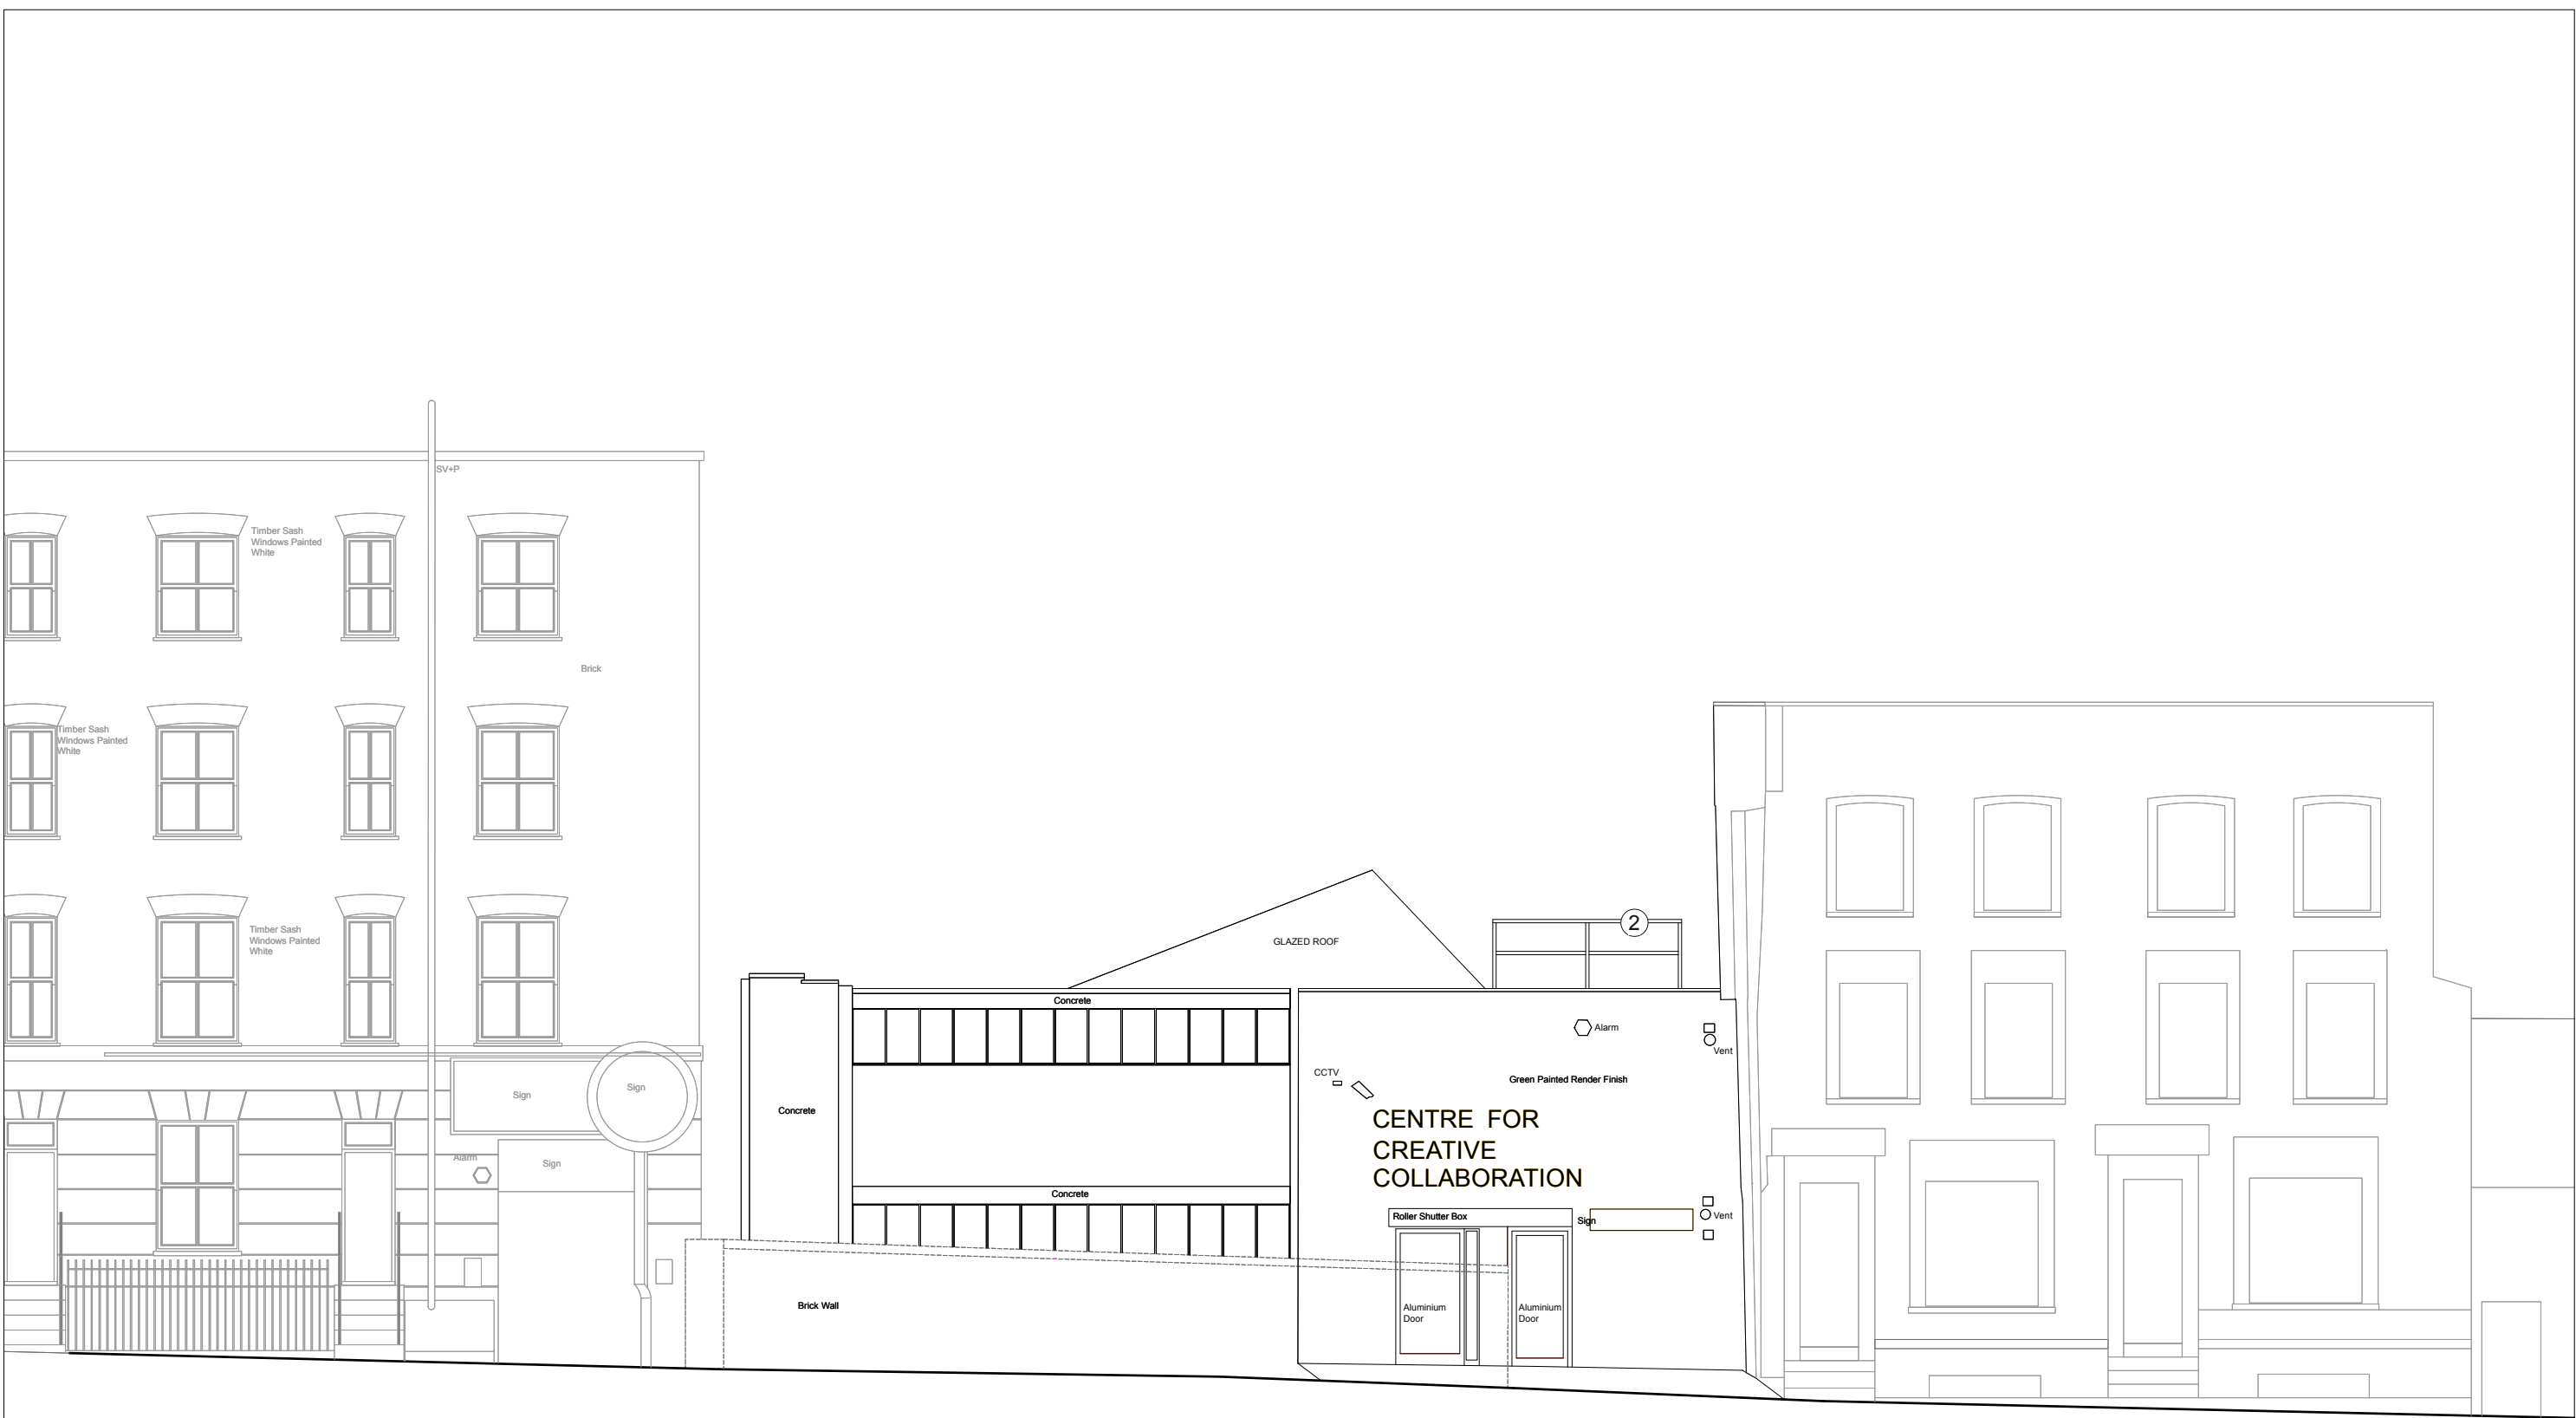 SV+P
Timber Sash
Windows Painted
White
Brick
Timber Sash
Windows Painted
White
Timber Sash
Windows Painted
White
2
GLAZED ROOF
Concrete
Alarm
Vent
CCTV
Green Painted Render Finish
Sign
Sign
Concrete
CENTRE FOR
CREATIVE
COLLABORATION
Alarm
Sign
Concrete
Roller Shutter Box
Sign
Vent
Brick Wall
Aluminium
Door
Aluminium
Door